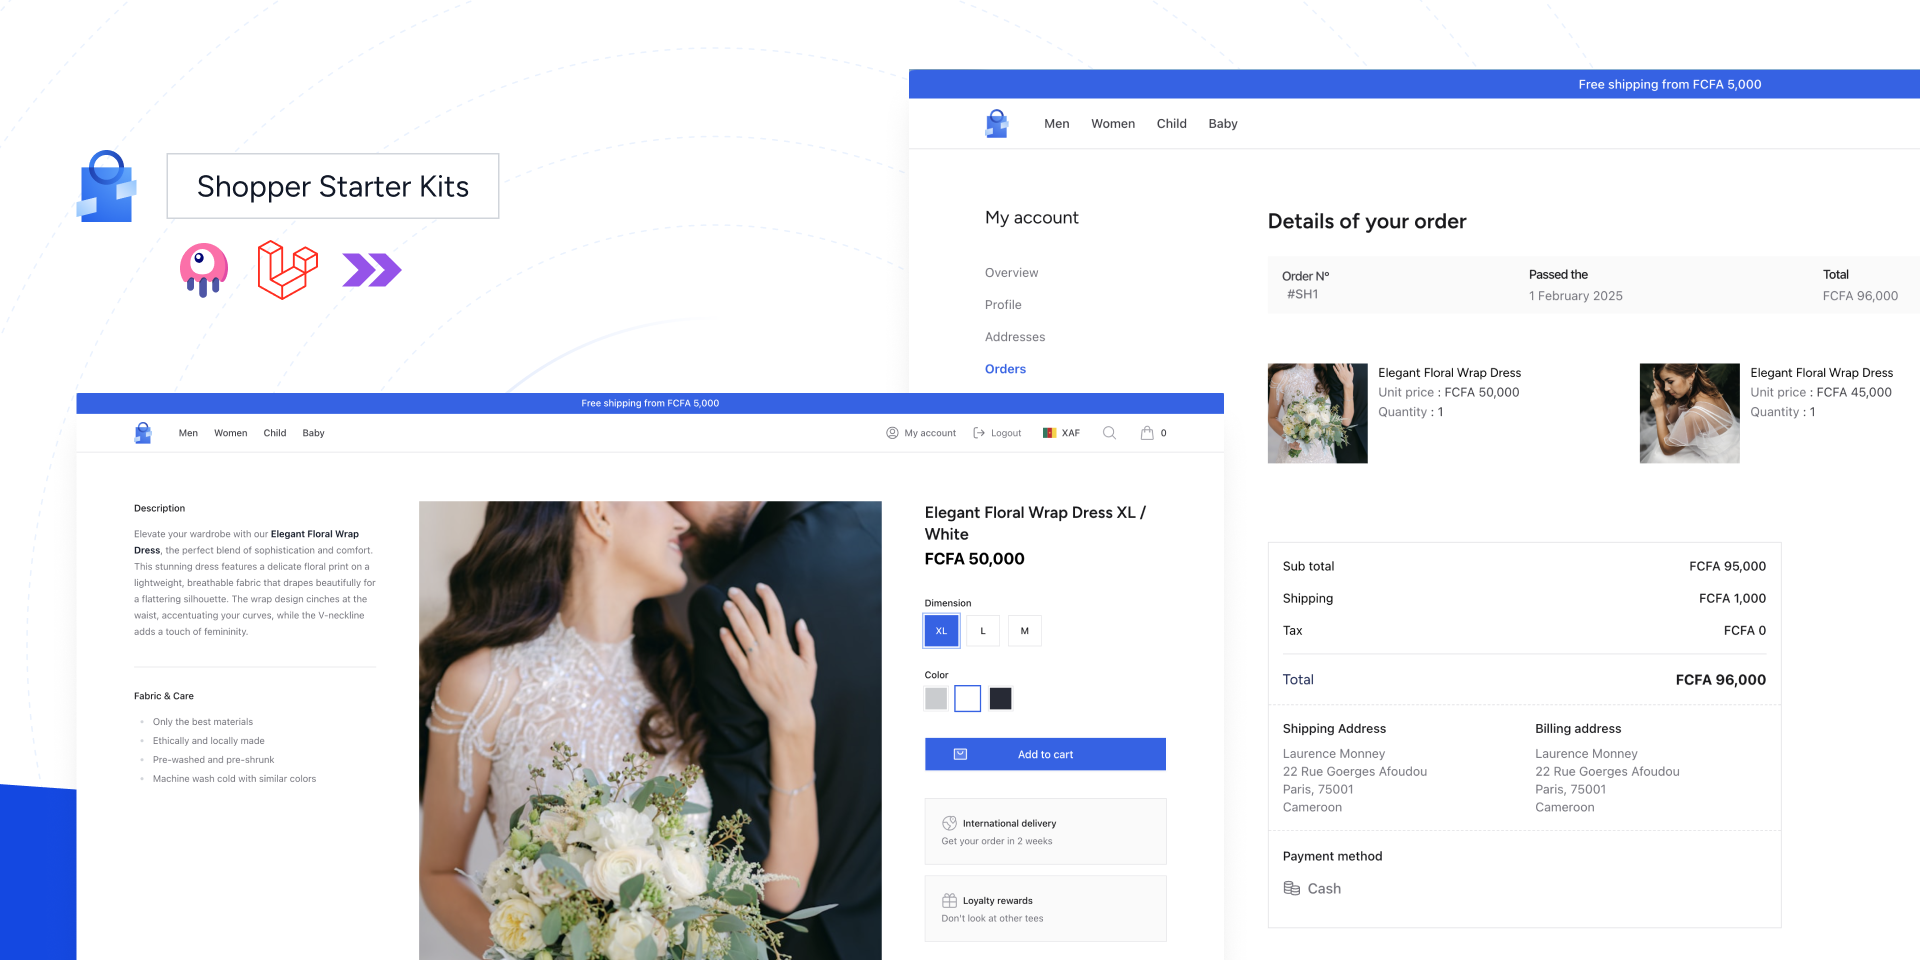 Shopper Starter Kits
Free shipping from FCFA 5,000
Men Women Child Baby
My account
Overview
Profile
Addresses
Orders
Details of your order
Order N° Passed the Total
#SH1 1 February 2025 FCFA 96,000
Elegant Floral Wrap Dress
Unit price : FCFA 50,000
Quantity : 1
Elegant Floral Wrap Dress
Unit price : FCFA 45,000
Quantity : 1
Sub total FCFA 95,000
Shipping FCFA 1,000
Tax FCFA 0
Total FCFA 96,000
Shipping Address
Laurence Monney
22 Rue Goerges Afoudou
Paris, 75001
Cameroon
Billing address
Laurence Monney
22 Rue Goerges Afoudou
Paris, 75001
Cameroon
Payment method
Cash
Free shipping from FCFA 5,000
Men Women Child Baby My account Logout XAF 0
Description
Elevate your wardrobe with our Elegant Floral Wrap
Dress, the perfect blend of sophistication and comfort.
This stunning dress features a delicate floral print on a
lightweight, breathable fabric that drapes beautifully for
a flattering silhouette. The wrap design cinches at the
waist, accentuating your curves, while the V-neckline
adds a touch of femininity.
Fabric & Care
Only the best materials
Ethically and locally made
Pre-washed and pre-shrunk
Machine wash cold with similar colors
Elegant Floral Wrap Dress XL /
White
FCFA 50,000
Dimension
XL L M
Color
Add to cart
International delivery
Get your order in 2 weeks
Loyalty rewards
Don't look at other tees